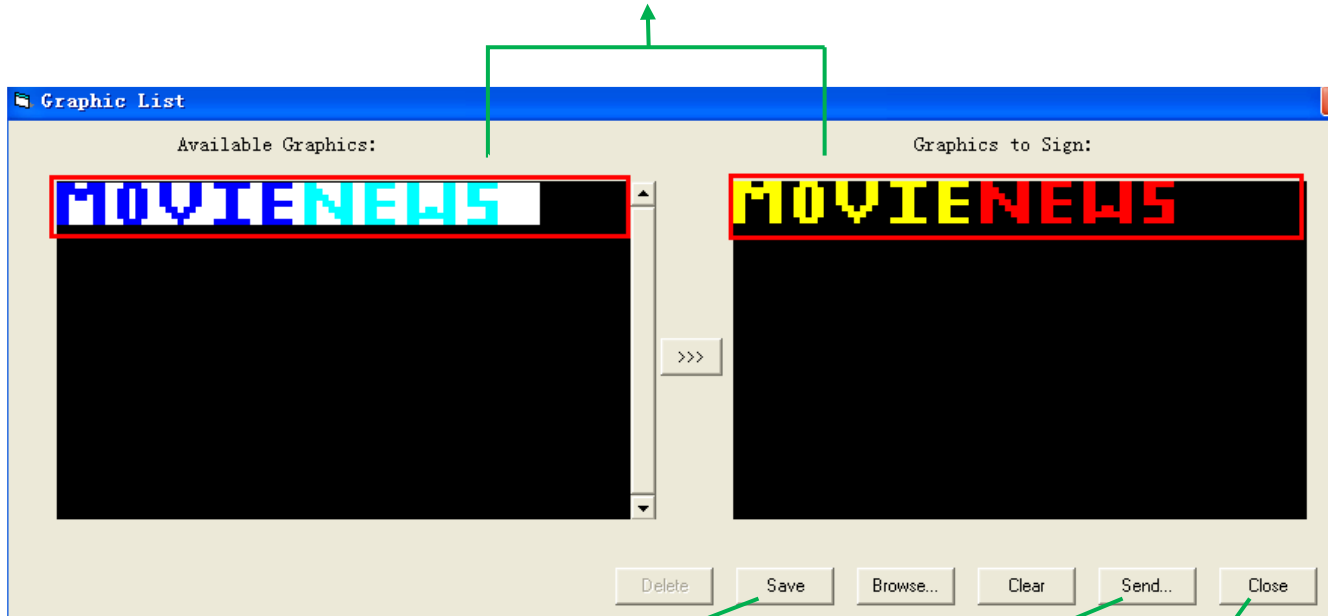 Graphic List
Available Graphics:
Graphics to Sign:
MOVIENEWS
MOVIENEWS
>>>
Delete
Save
Browse...
Clear
Send...
Close